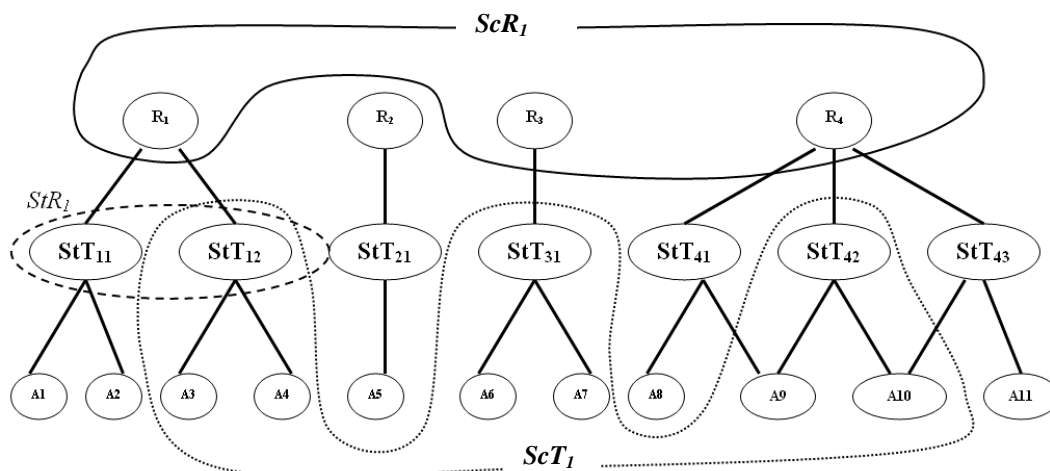 ScR₁
R₁ R₂ R₃ R₄
StR₁
StT₁₁ StT₁₂ StT₂₁ StT₃₁ StT₄₁ StT₄₂ StT₄₃
A1 A2 A3 A4 A5 A6 A7 A8 A9 A10 A11
ScT₁